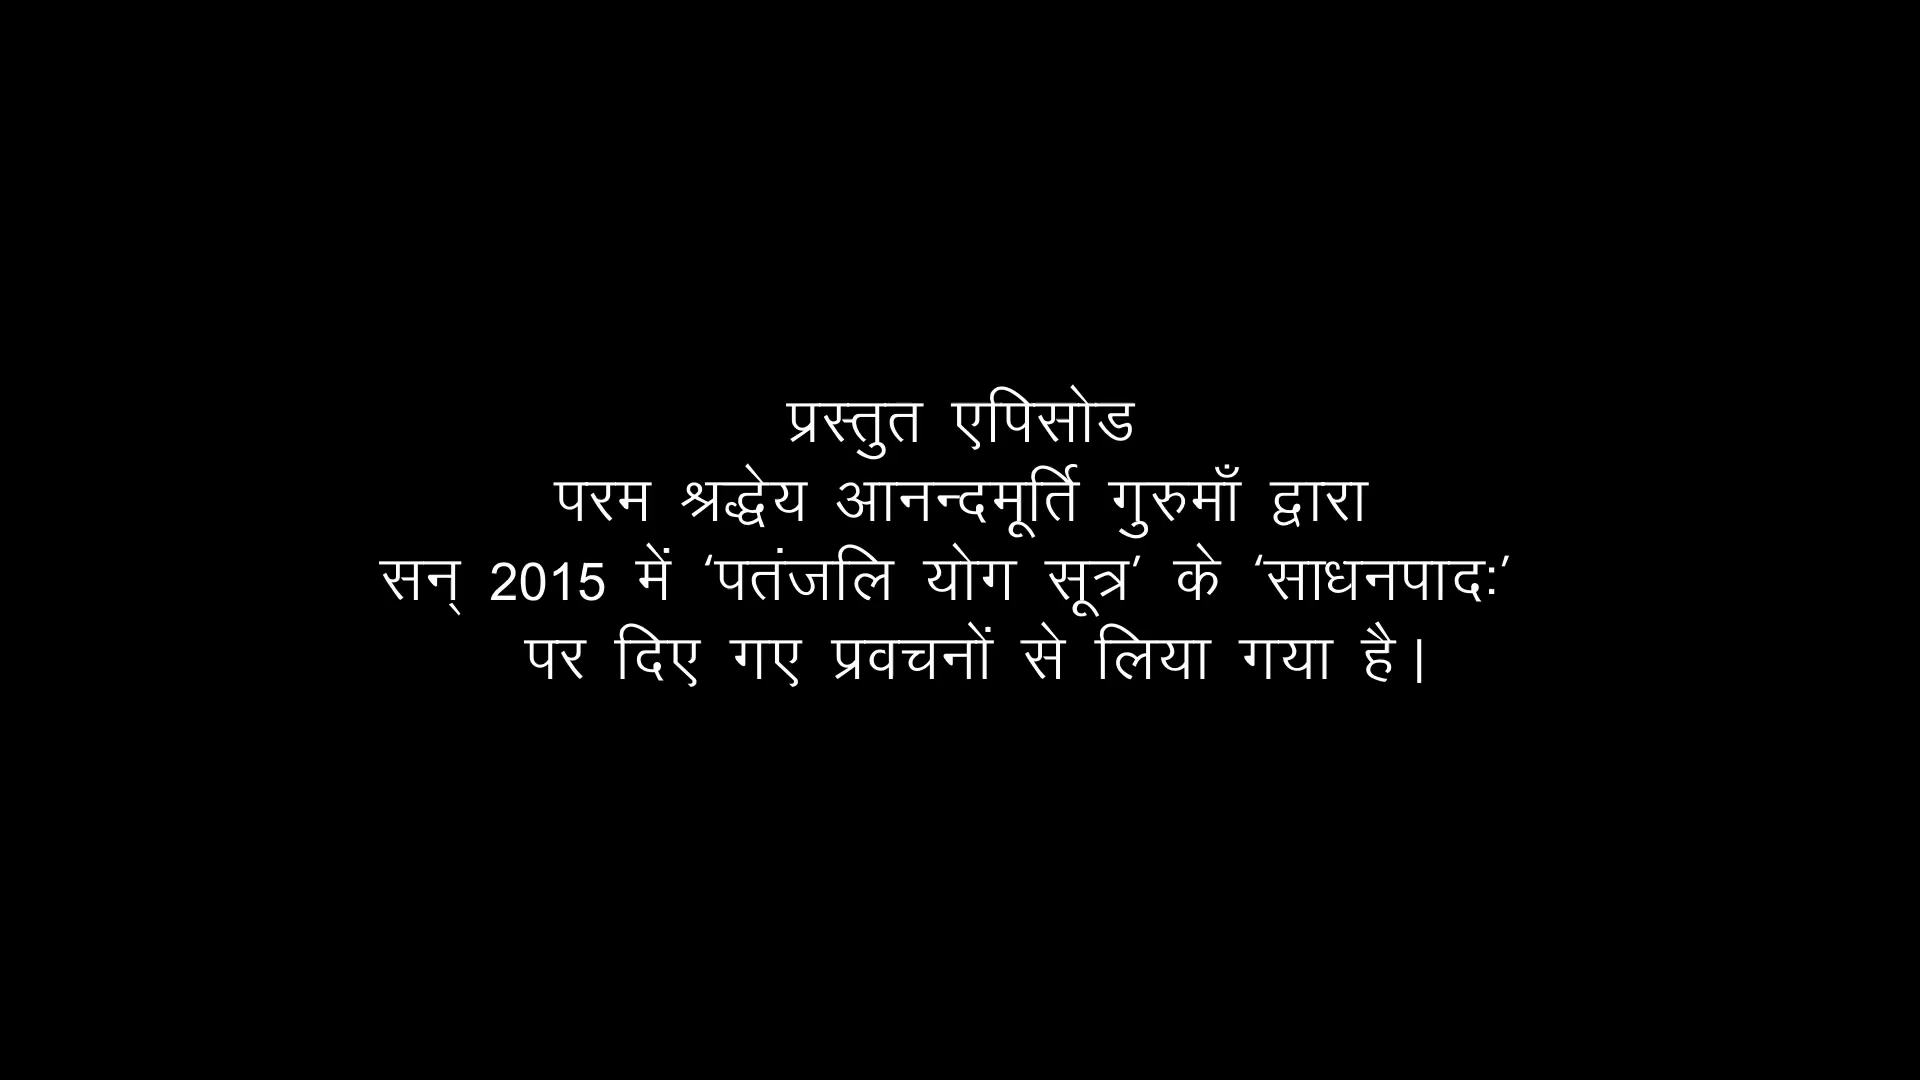 प्रस्तुत एपिसोड
परम श्रद्धेय आनन्दमूर्ति गुरुमाँ द्वारा
सन् 2015 में ‘पतंजलि योग सूत्र’ के ‘साधनपादः’
पर दिए गए प्रवचनों से लिया गया है।